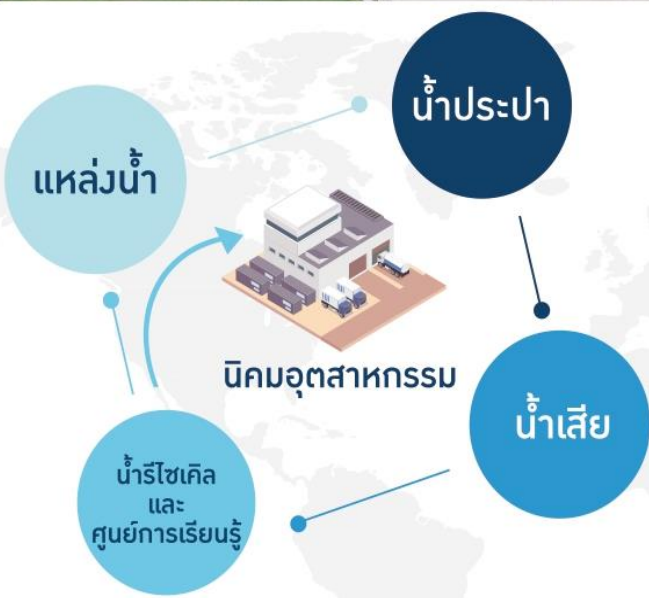 น้ำประปา
แหล่งน้ำ
นิคมอุตสาหกรรม
น้ำเสีย
น้ำรีไซเคิล
และ
ศูนย์การเรียนรู้